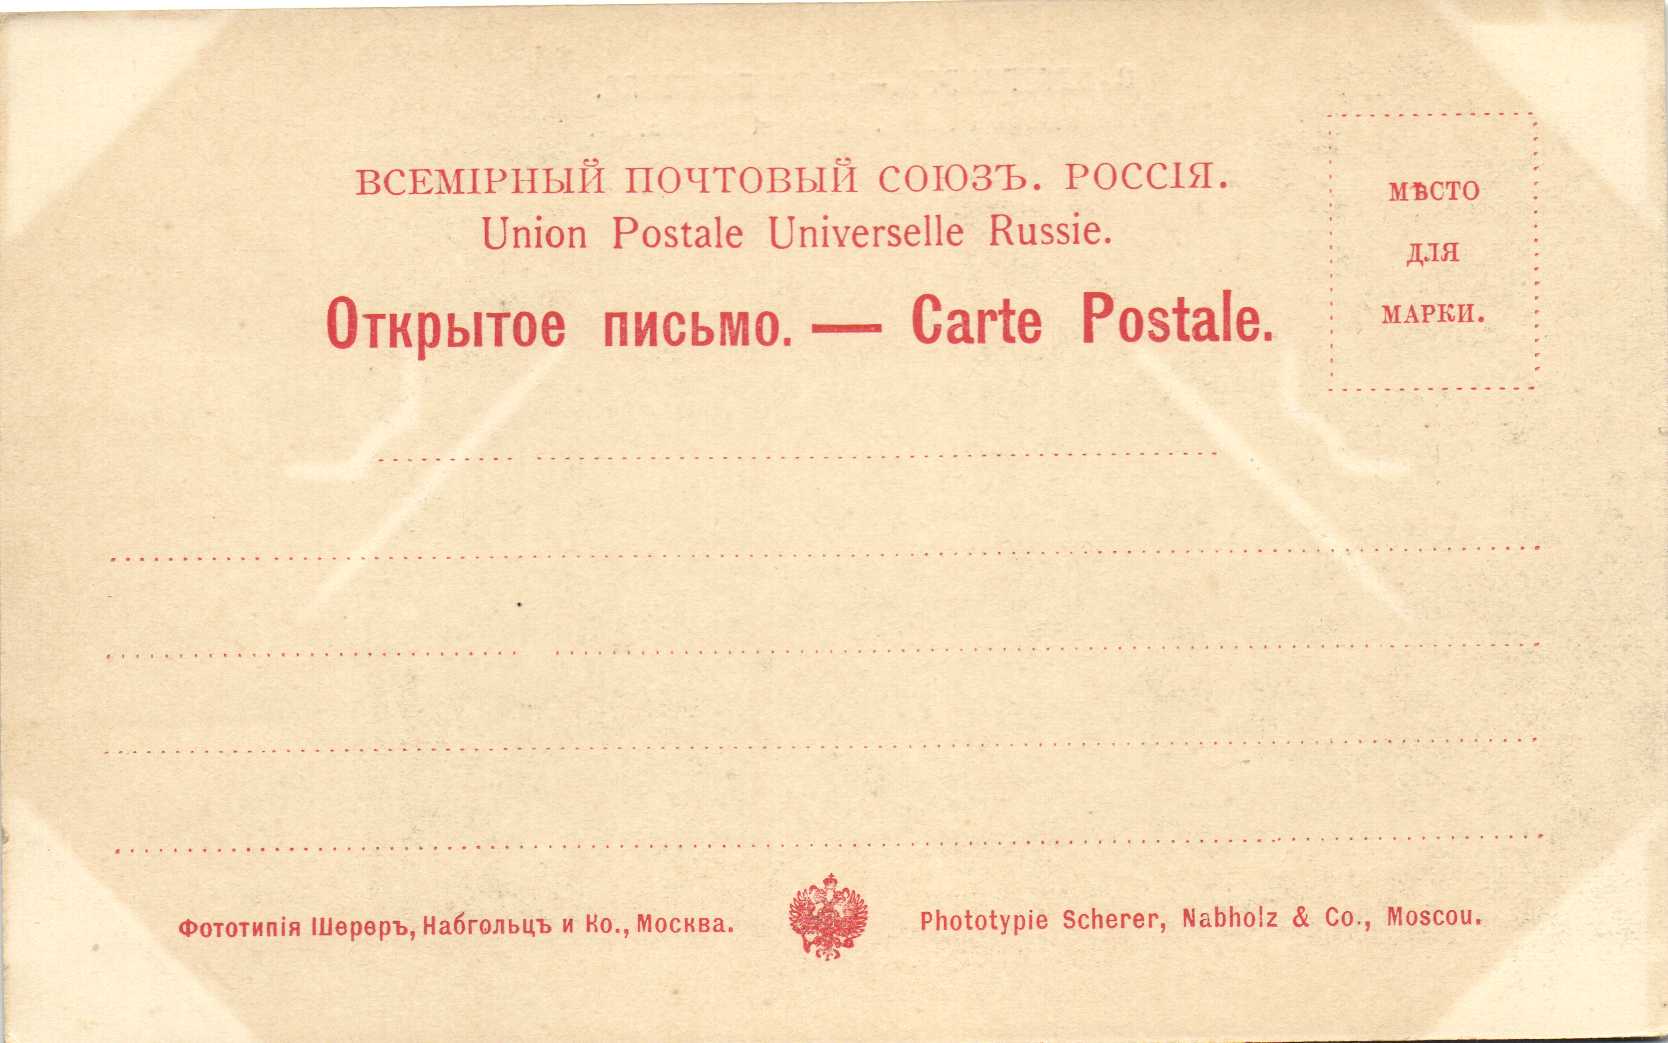 ВСЕМІРНЫЙ ПОЧТОВЫЙ СОЮЗЪ. РОССІЯ.
Union Postale Universelle Russie.
Открытое письмо. — Carte Postale.
МѢСТО
ДЛЯ
МАРКИ.
Фототипія Шереръ, Набгольцъ и Ко., Москва.
Phototypie Scherer, Nabholz & Co., Moscou.